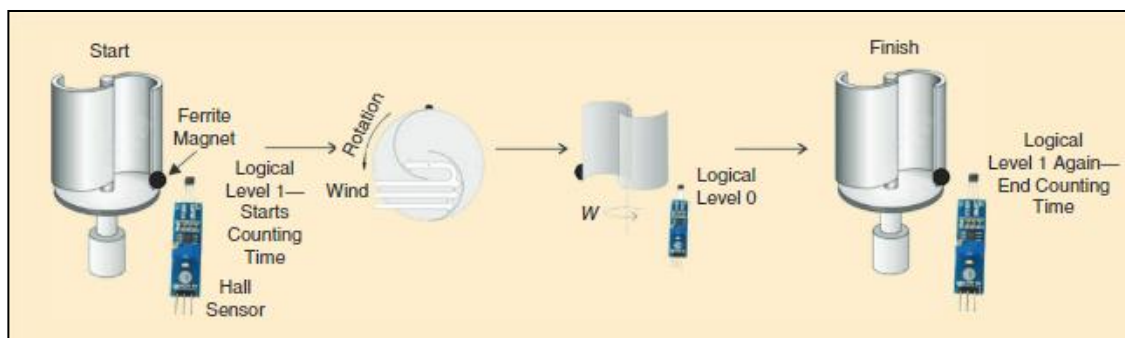 Start
Ferrite
Magnet
Logical
Level 1—
Starts
Counting
Time
Hall
Sensor
Rotation
Wind
W
Logical
Level 0
Finish
Logical
Level 1 Again—
End Counting
Time